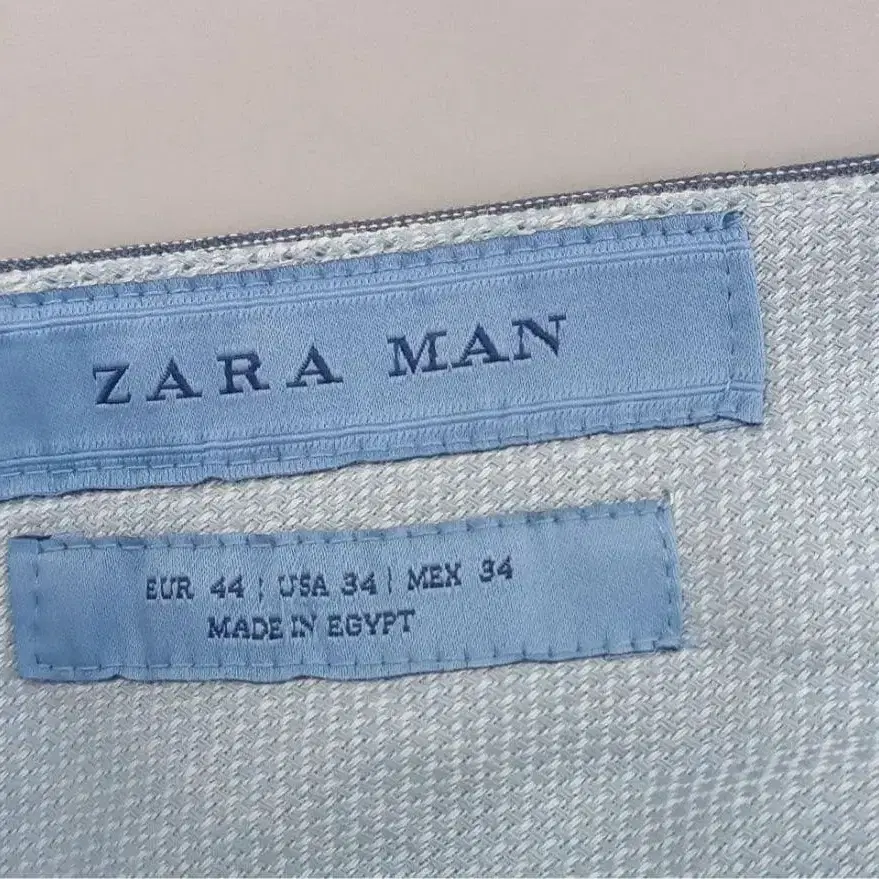 ZARA MAN
EUR 44 | USA 34 | MEX 34
MADE IN EGYPT